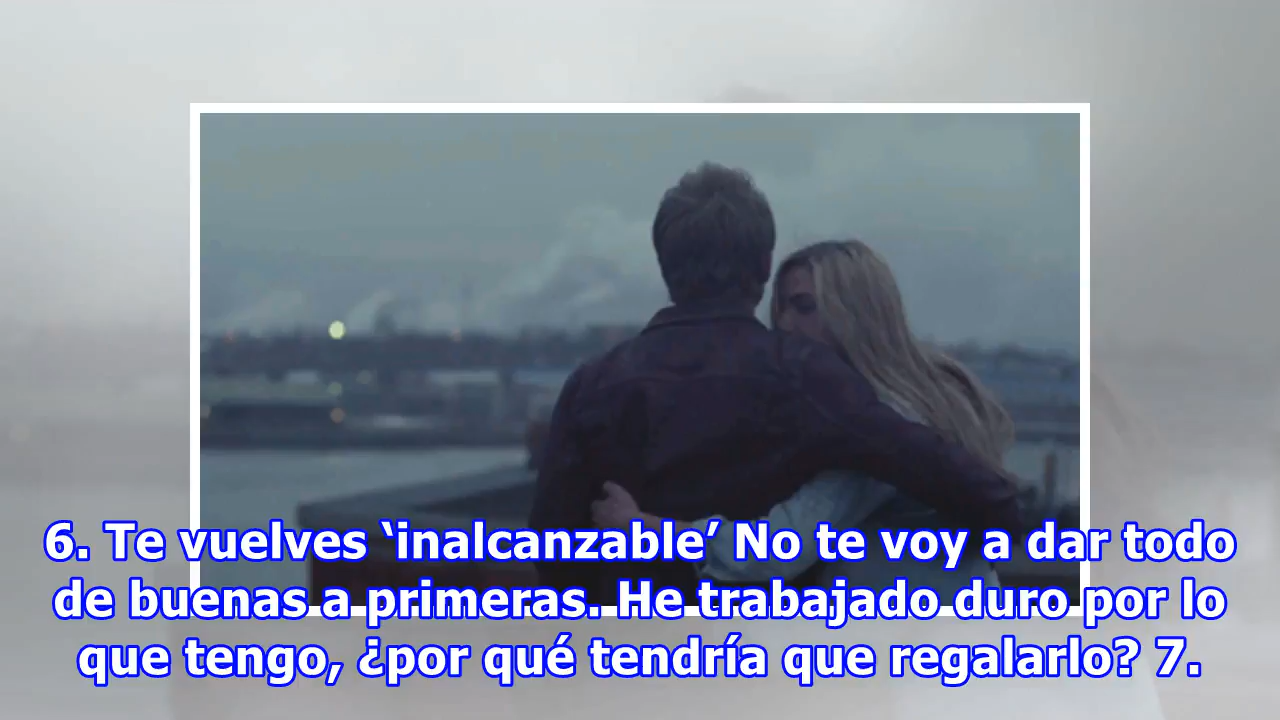 6. Te vuelves ‘inalcanzable’ No te voy a dar todo
de buenas a primeras. He trabajado duro por lo
que tengo, ¿por qué tendría que regalarlo? 7.